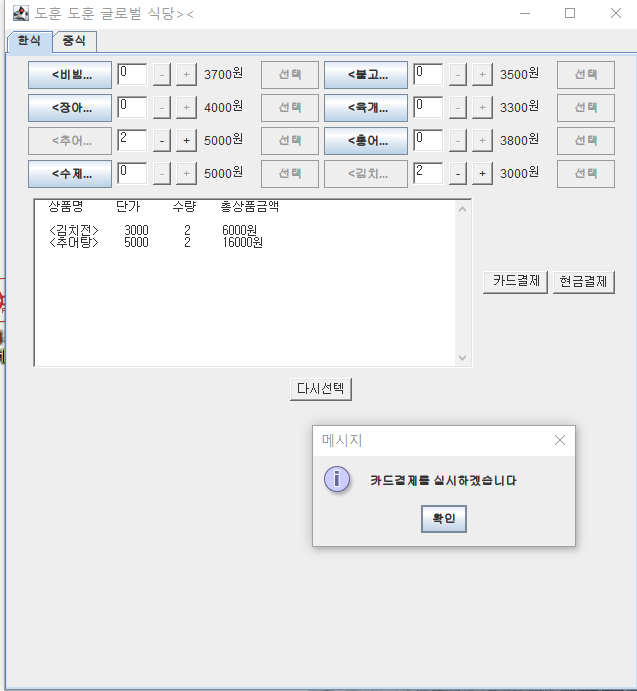 도훈 도훈 글로벌 식당><
한식 중식
<비빔... 0 - + 3700원 선택 <불고... 0 - + 3500원 선택
<장아... 0 - + 4000원 선택 <육개... 0 - + 3300원 선택
<추어... 2 - + 5000원 선택 <홍어... 0 - + 3800원 선택
<수제... 0 - + 5000원 선택 <김치... 2 - + 3000원 선택
상품명 단가 수량 총상품금액
<김치전> 3000 2 6000원
<추어탕> 5000 2 16000원
카드결제 현금결제
다시선텍
메시지
카드결제를 실시하겠습니다
확인